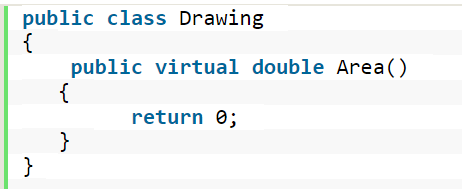 public class Drawing
{
    public virtual double Area()
   {
         return 0;
   }
}